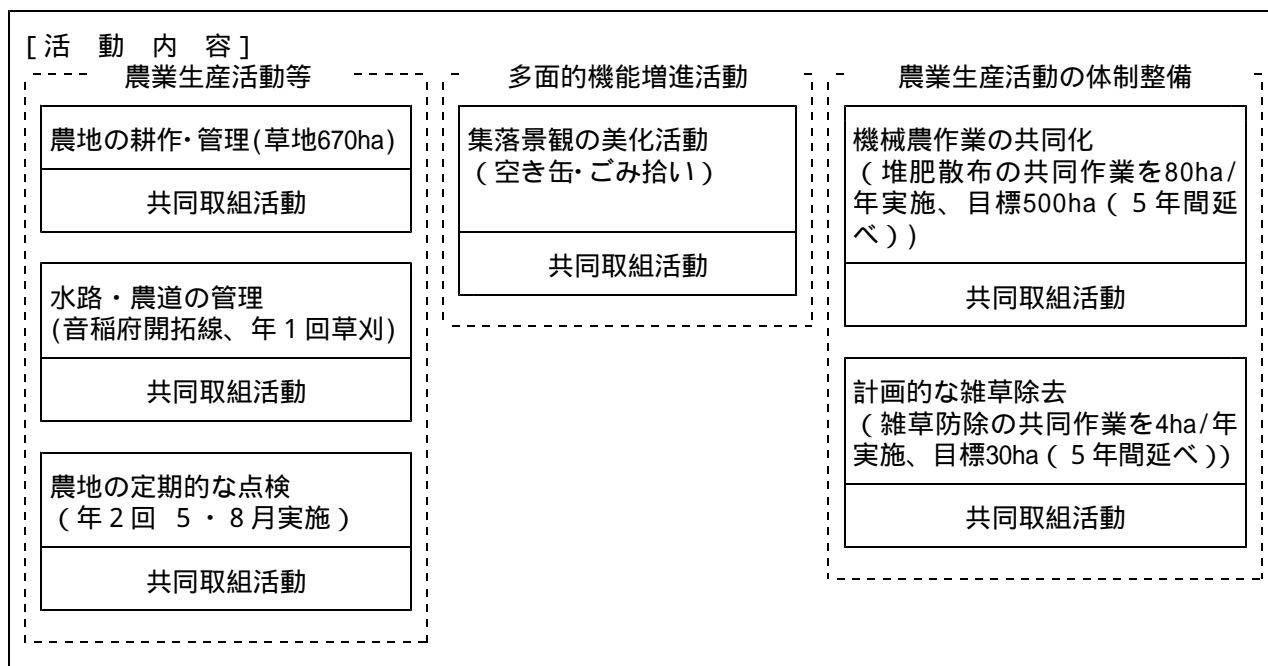 [活 動 内 容]
農業生産活動等
農地の耕作・管理(草地670ha)
共同取組活動
水路・農道の管理
(音稲府開拓線、年1回草刈)
共同取組活動
農地の定期的な点検
(年2回 5・8月実施)
共同取組活動
多面的機能増進活動
集落景観の美化活動
(空き缶・ごみ拾い)
共同取組活動
農業生産活動の体制整備
機械農作業の共同化
(堆肥散布の共同作業を80ha/
年実施、目標500ha(5年間延
べ))
共同取組活動
計画的な雑草除去
(雑草防除の共同作業を4ha/年
実施、目標30ha(5年間延べ))
共同取組活動